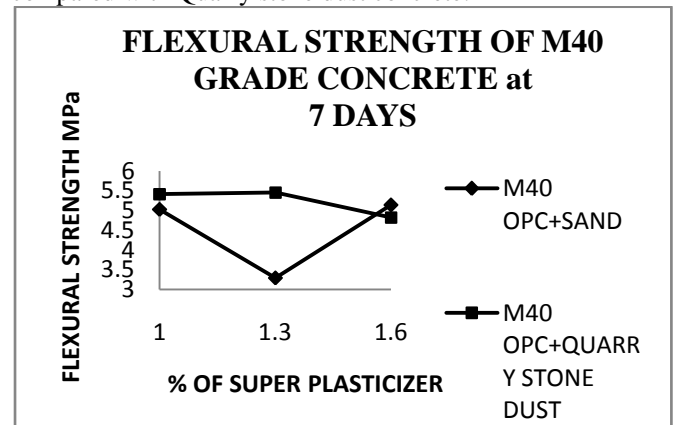 compared with Quarry stone dust concrete.
FLEXURAL STRENGTH OF M40
GRADE CONCRETE at
7 DAYS
FLEXURAL STRENGTH MPa
6
5.5
5
4.5
4
3.5
3
1 1.3 1.6
% OF SUPER PLASTICIZER
M40
OPC+SAND
M40
OPC+QUARR
Y STONE
DUST